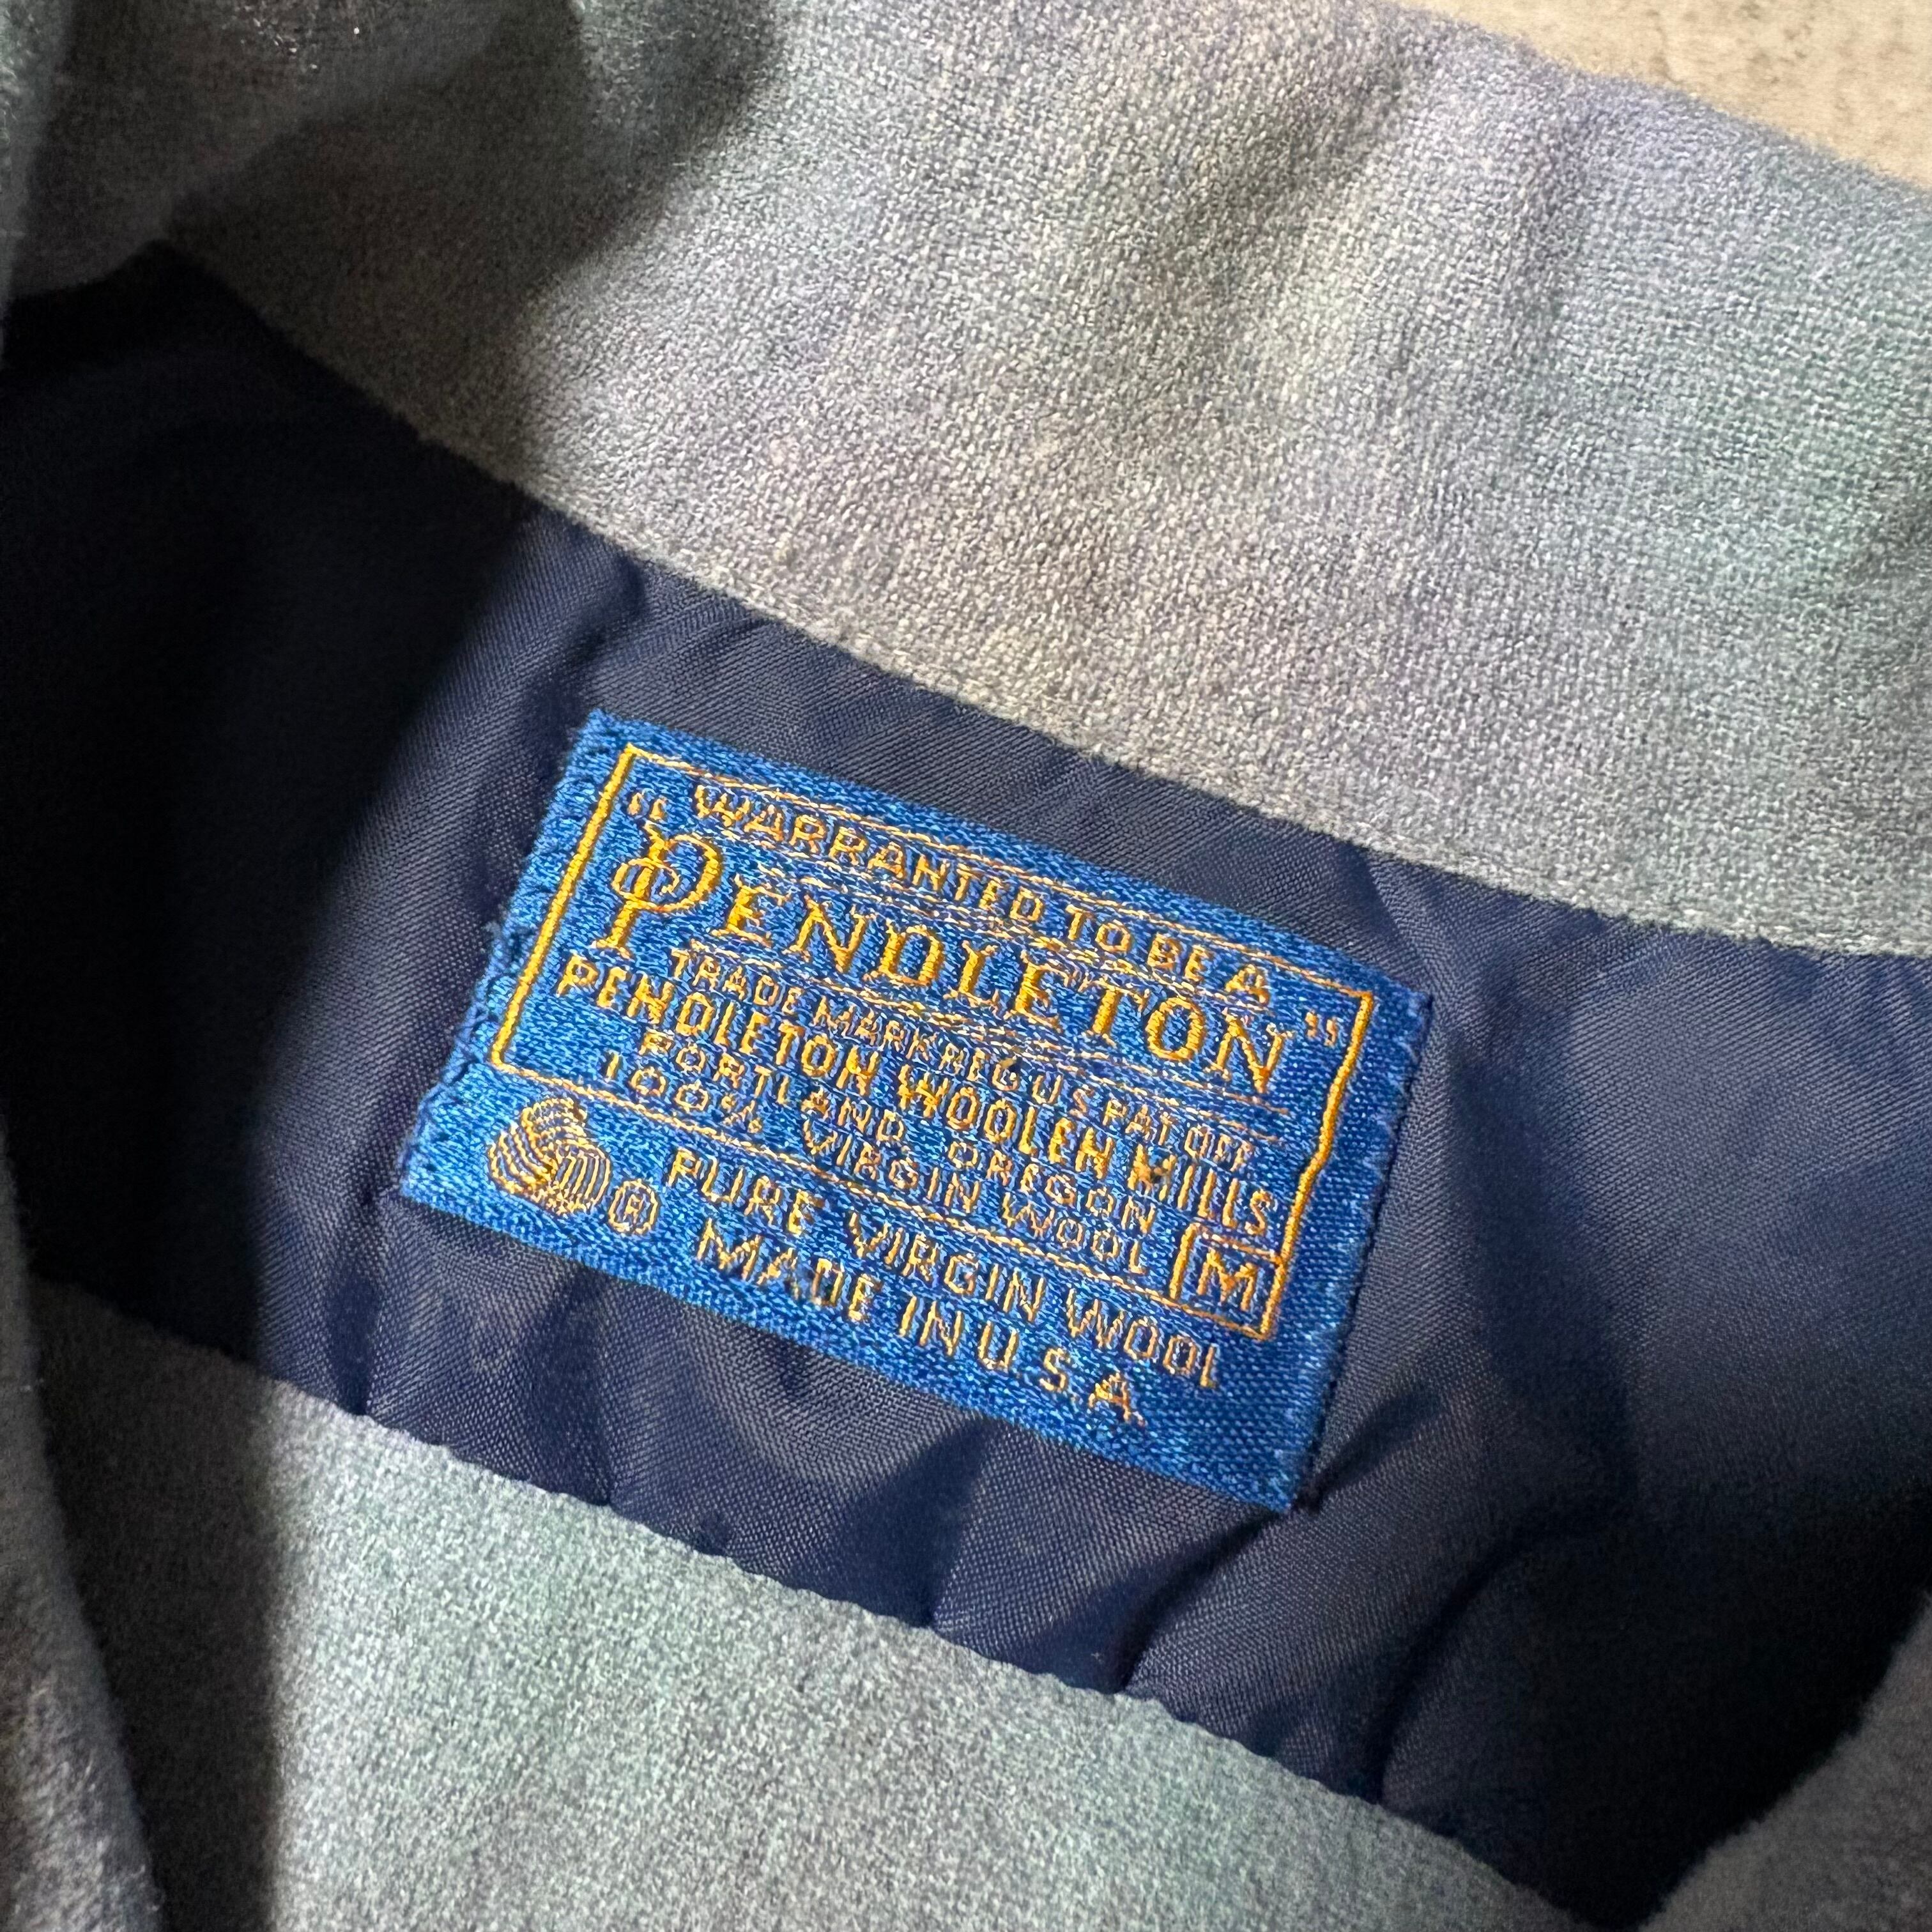 WARRANTED TO BE A
"PENDLETON"
TRADE MARK REG U S PAT OFF
PENDLETON WOOLEN MILLS
PORTLAND, OREGON
100% VIRGIN WOOL
M
® PURE VIRGIN WOOL
MADE IN U.S.A.